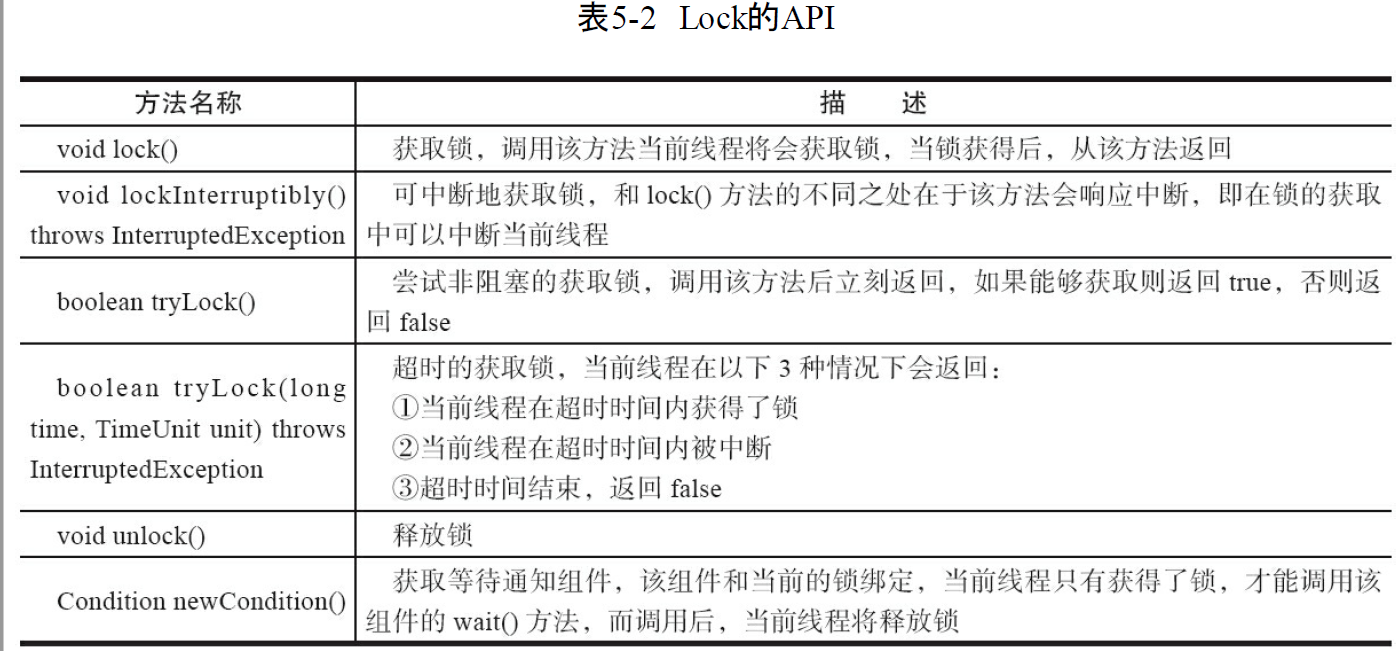 表5-2 Lock的API
方法名称
描 述
void lock()
获取锁，调用该方法当前线程将会获取锁，当锁获得后，从该方法返回
void lockInterruptibly()
throws InterruptedException
可中断地获取锁，和 lock() 方法的不同之处在于该方法会响应中断，即在锁的获取
中可以中断当前线程
boolean tryLock()
尝试非阻塞的获取锁，调用该方法后立刻返回，如果能够获取则返回 true，否则返
回 false
boolean tryLock(long
time, TimeUnit unit) throws
InterruptedException
超时的获取锁，当前线程在以下 3 种情况下会返回：
①当前线程在超时时间内获得了锁
②当前线程在超时时间内被中断
③超时时间结束，返回 false
void unlock()
释放锁
Condition newCondition()
获取等待通知组件，该组件和当前的锁绑定，当前线程只有获得了锁，才能调用该
组件的 wait() 方法，而调用后，当前线程将释放锁